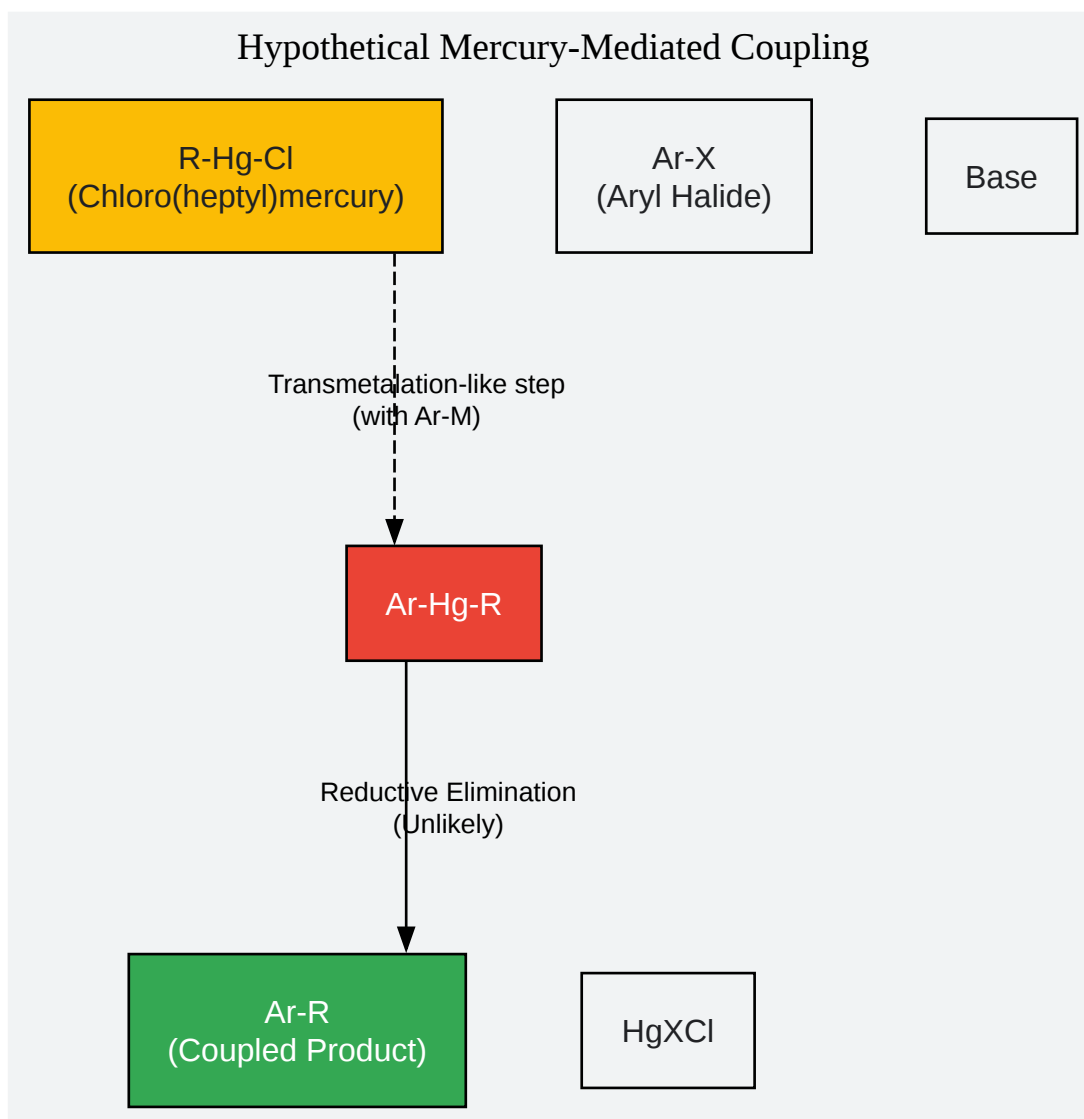 Hypothetical Mercury-Mediated Coupling
R-Hg-Cl
(Chloro(heptyl)mercury)
Ar-X
(Aryl Halide)
Base
Transmetalation-like step
(with Ar-M)
Ar-Hg-R
Reductive Elimination
(Unlikely)
Ar-R
(Coupled Product)
HgXCl